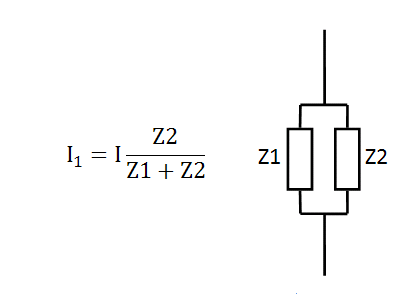 I₁ = I Z2
Z1 + Z2
Z1
Z2